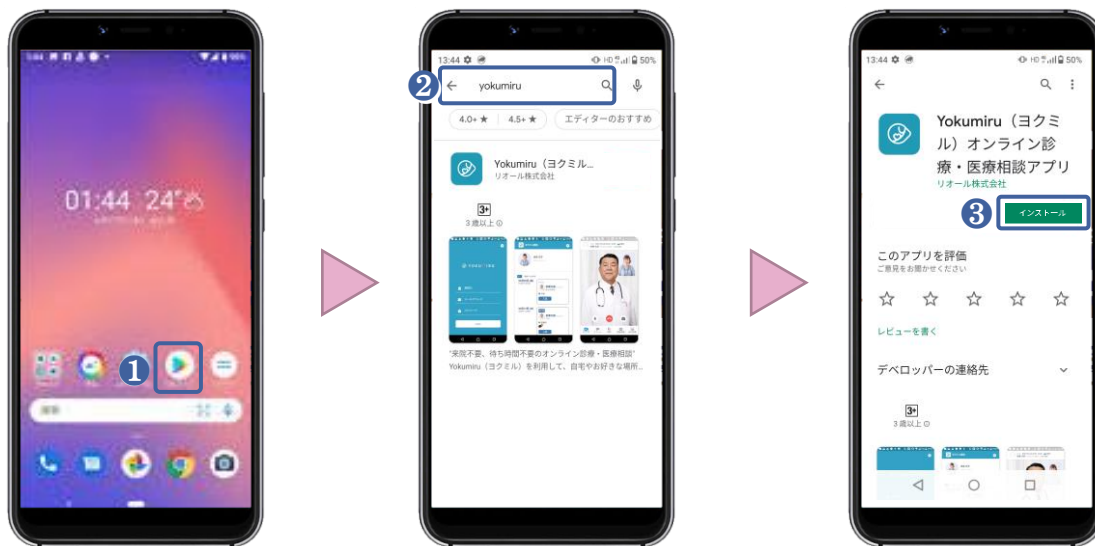 01:44 24°
1
13:44 HD 50%
2
yokumiru
4.0+ ★ 4.5+ ★ エディターのおすすめ
Yokumiru（ヨクミル...
リオール株式会社
3+
3 歳以上
"来院不要、待ち時間不要のオンライン診療・医療相談"
Yokumiru（ヨクミル）を利用して、自宅やお好きな場所...
13:44 HD 50%
Yokumiru（ヨクミ
ル）オンライン診
療・医療相談アプリ
リオール株式会社
3
インストール
このアプリを評価
ご意見をお聞かせください
レビューを書く
デベロッパーの連絡先
3+
3 歳以上